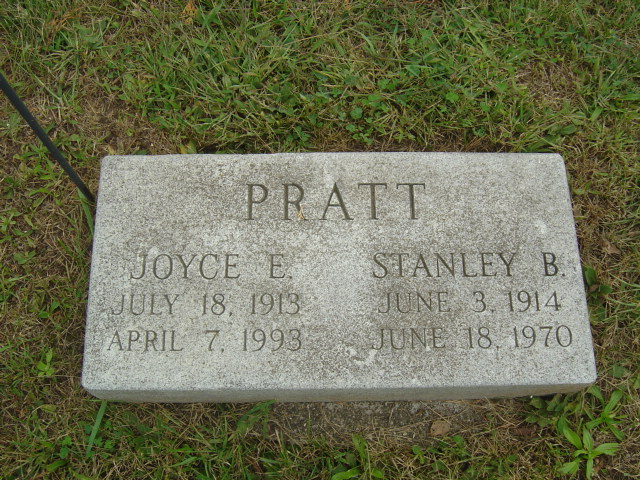 PRATT
JOYCE E.
JULY 18, 1913
APRIL 7, 1993
STANLEY B.
JUNE 3, 1914
JUNE 18, 1970